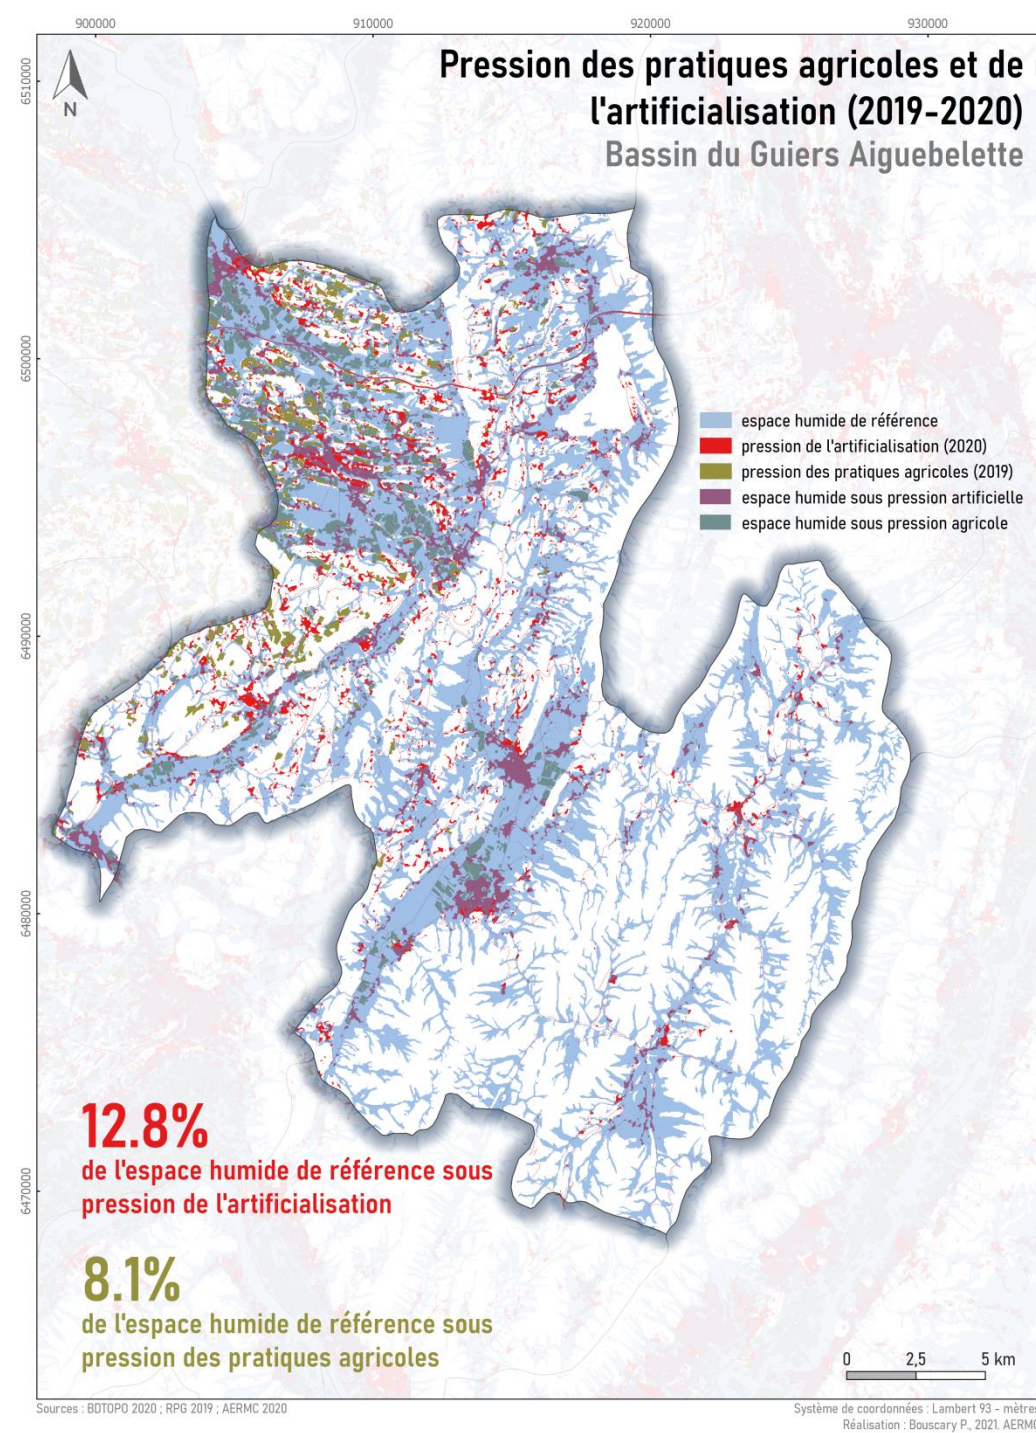 900000
910000
920000
930000
6510000
N
Pression des pratiques agricoles et de
l'artificialisation (2019-2020)
Bassin du Guiers Aiguebelette
6500000
espace humide de référence
pression de l'artificialisation (2020)
pression des pratiques agricoles (2019)
espace humide sous pression artificielle
espace humide sous pression agricole
6490000
6480000
12.8%
de l'espace humide de référence sous
pression de l'artificialisation
6470000
8.1%
de l'espace humide de référence sous
pression des pratiques agricoles
0 2,5 5 km
Sources : BDTOPO 2020 ; RPG 2019 ; AERMC 2020
Système de coordonnées : Lambert 93 - mètres
Réalisation : Bouscary P., 2021. AERMC